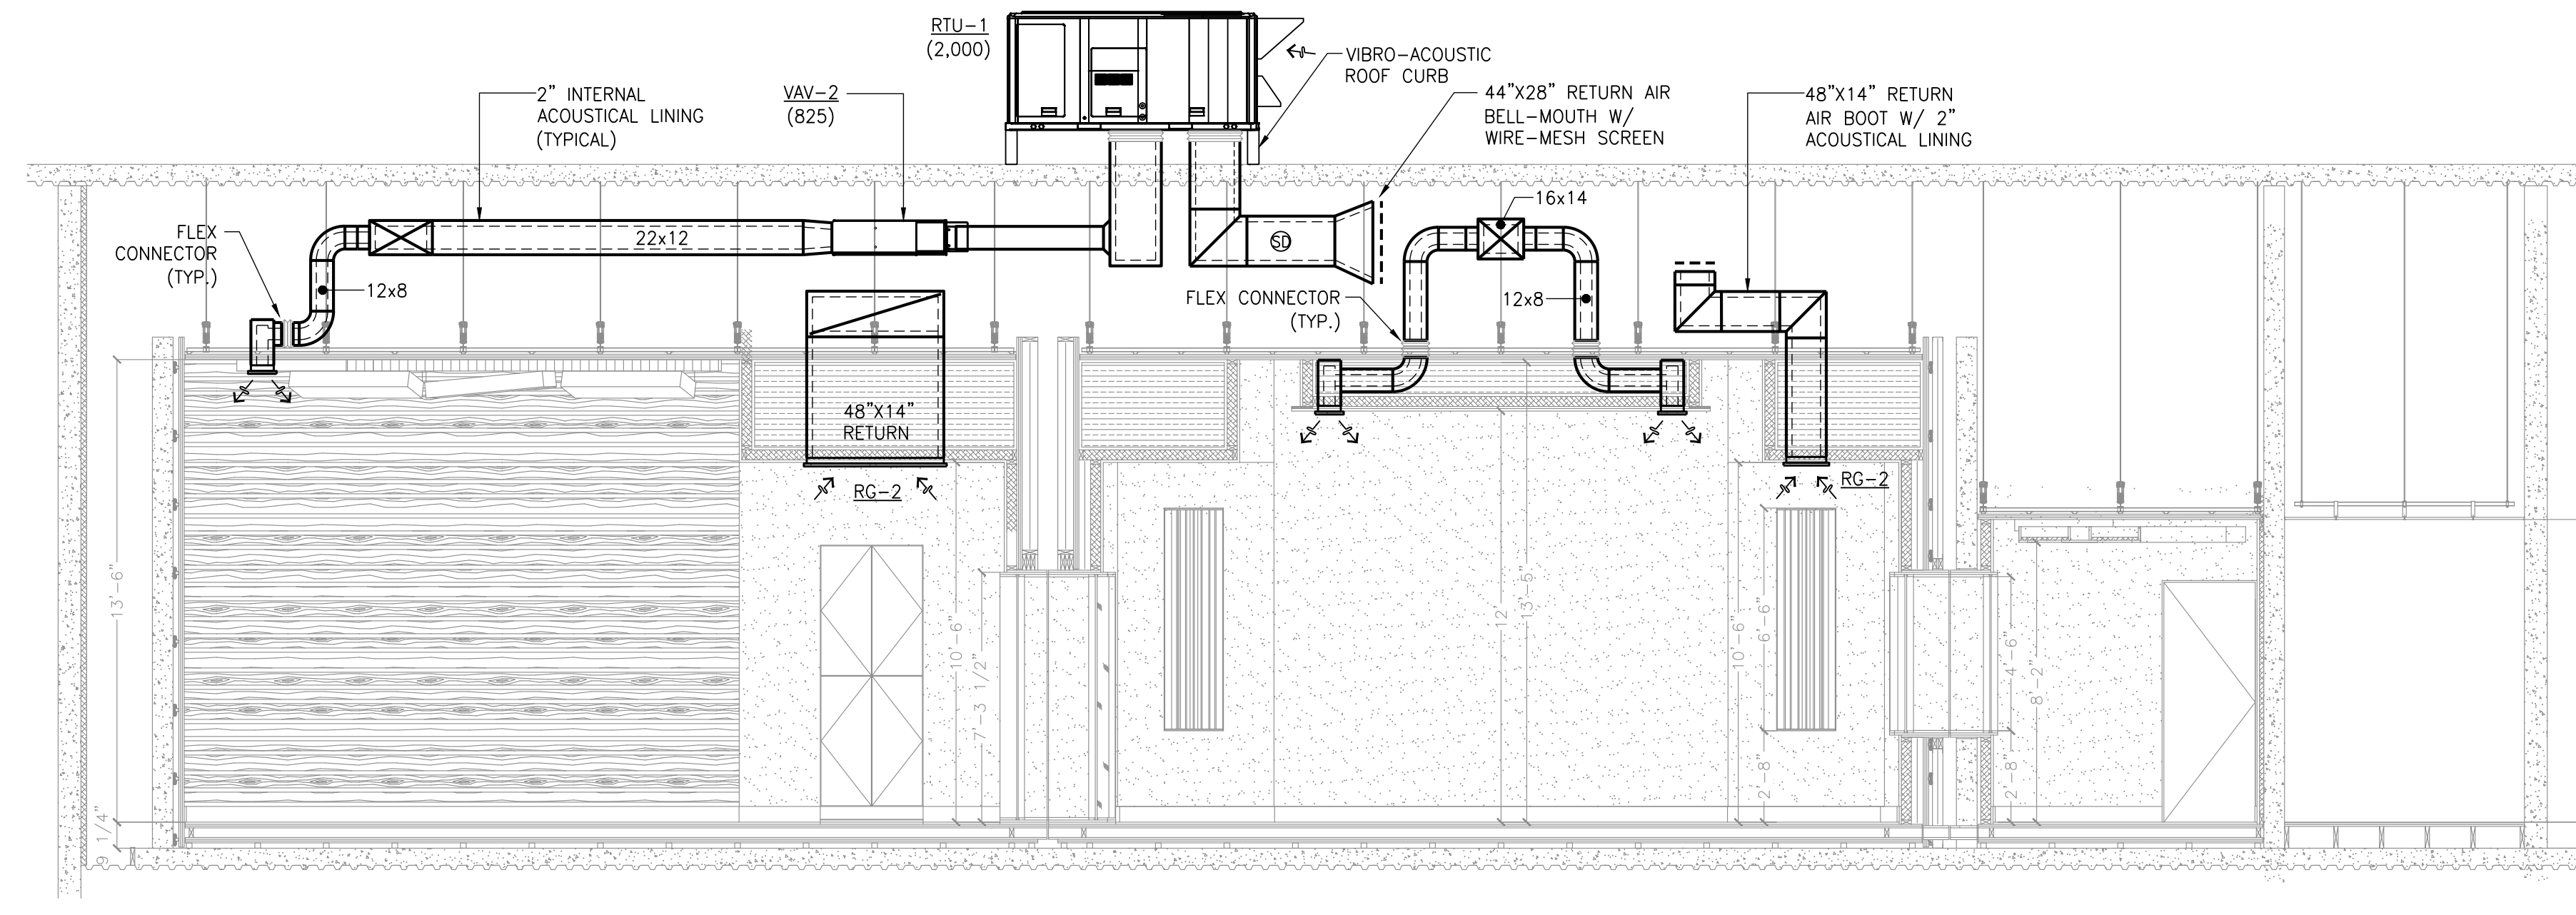 RTU-1
(2,000)
VIBRO-ACOUSTIC
ROOF CURB
2" INTERNAL
ACOUSTICAL LINING
(TYPICAL)
VAV-2
(825)
44"X28" RETURN AIR
BELL-MOUTH W/
WIRE-MESH SCREEN
48"X14" RETURN
AIR BOOT W/ 2"
ACOUSTICAL LINING
FLEX
CONNECTOR
(TYP.)
22x12
SD
16x14
12x8
FLEX CONNECTOR
(TYP.)
12x8
48"X14"
RETURN
RG-2
RG-2
13'-6"
9 1/4"
10'-6"
7'-3 1/2"
12'
13'-5"
10'-6"
6'-6"
2'-8"
4'-6"
2'-8"
8'-2"